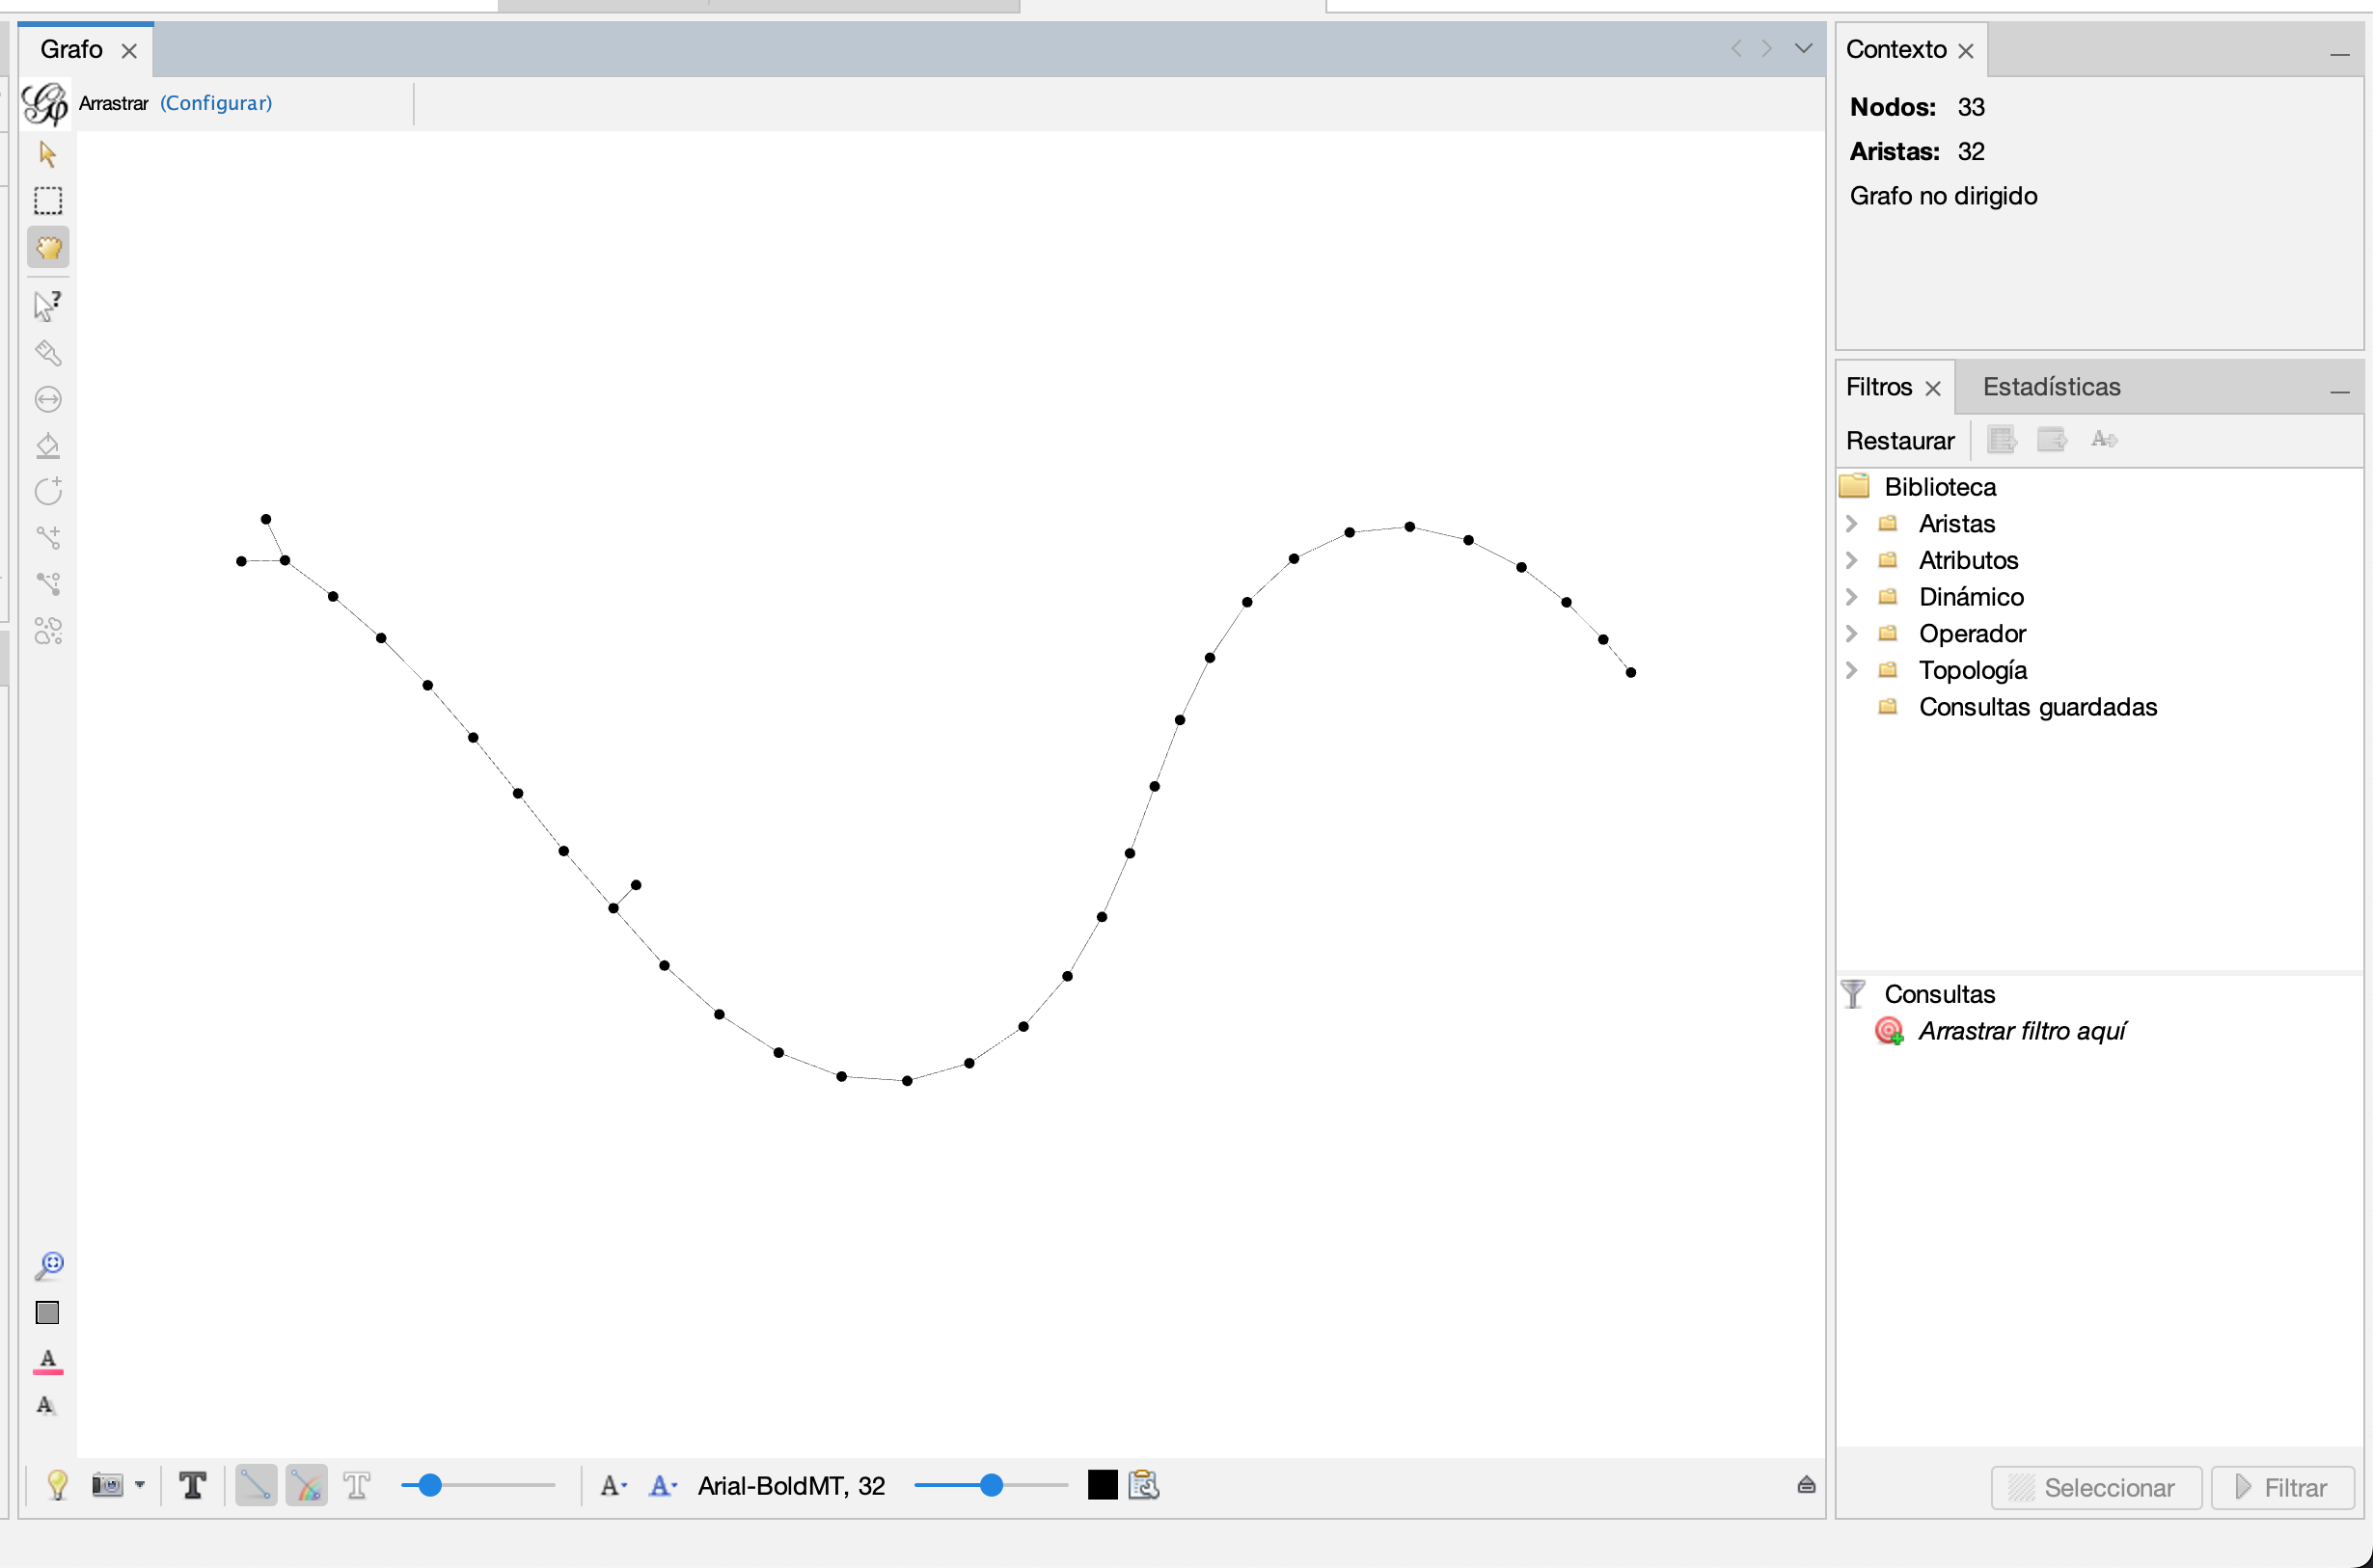 Grafo
Arrastrar (Configurar)
Arial-BoldMT, 32
Contexto
Nodos: 33
Aristas: 32
Grafo no dirigido
Filtros Estadísticas
Restaurar
Biblioteca
Aristas
Atributos
Dinámico
Operador
Topología
Consultas guardadas
Consultas
Arrastrar filtro aquí
Seleccionar Filtrar